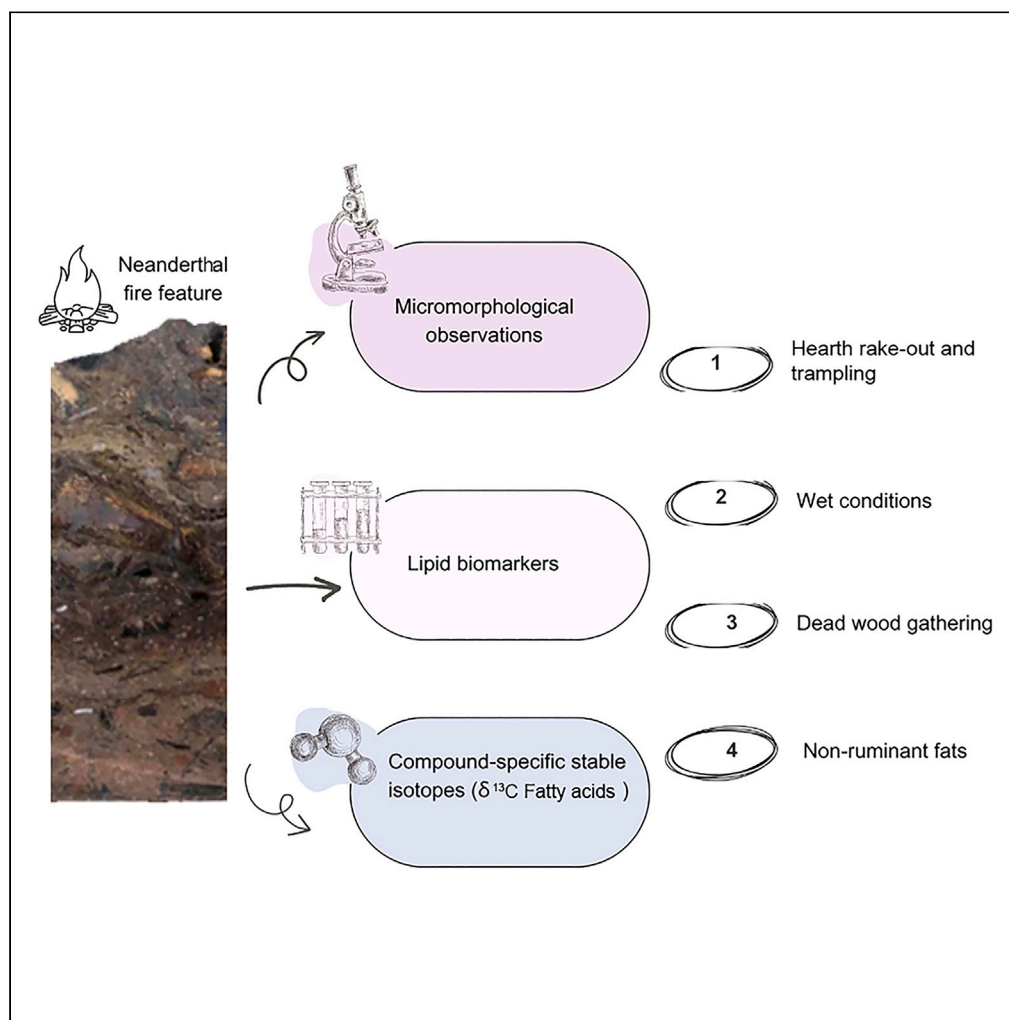 Neanderthal
fire feature
Micromorphological
observations
Lipid biomarkers
Compound-specific stable
isotopes (δ ¹³C Fatty acids )
1
Hearth rake-out and
trampling
2
Wet conditions
3
Dead wood gathering
4
Non-ruminant fats